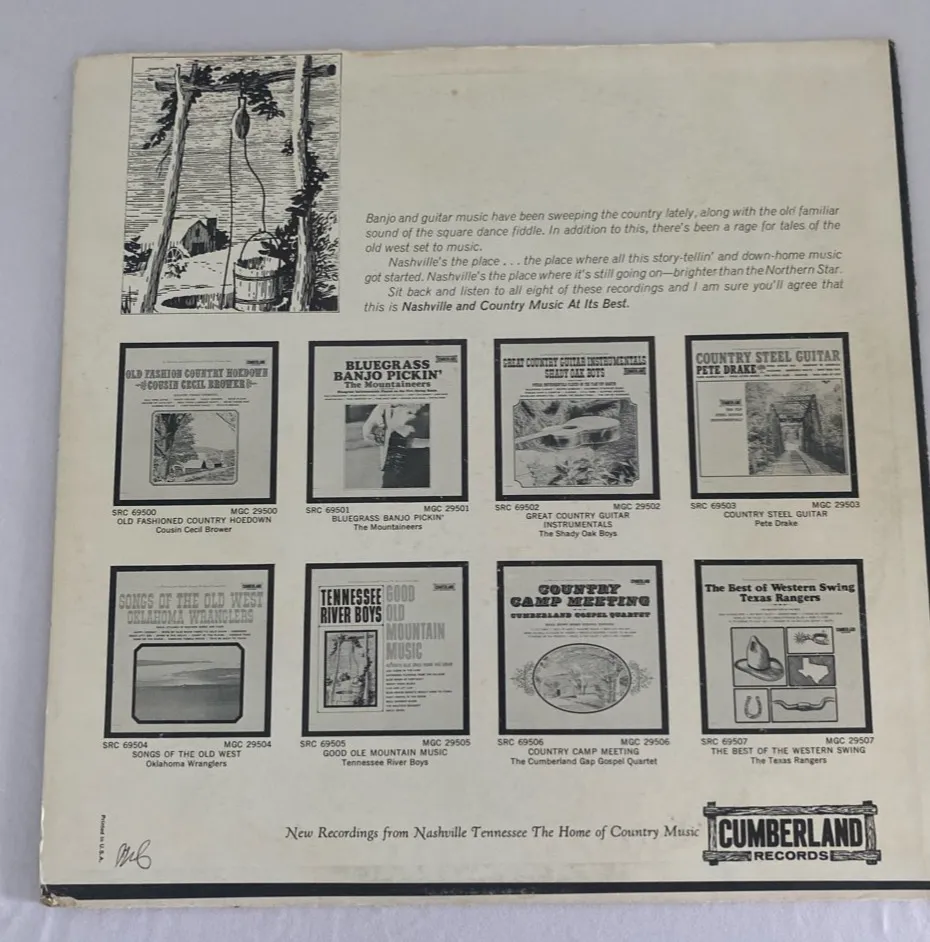 Banjo and guitar music have been sweeping the country lately, along with the old familiar
sound of the square dance fiddle. In addition to this, there's been a rage for tales of the
old west set to music.
Nashville's the place . . . the place where all this story-tellin' and down-home music
got started. Nashville's the place where it's still going on—brighter than the Northern Star.
Sit back and listen to all eight of these recordings and I am sure you'll agree that
this is Nashville and Country Music At Its Best.
OLD FASHION COUNTRY HOEDOWN
COUSIN CECIL BROWER
SRC 69500 MGC 29500
OLD FASHIONED COUNTRY HOEDOWN
Cousin Cecil Brower
BLUEGRASS
BANJO PICKIN'
The Mountaineers
SRC 69501 MGC 29501
BLUEGRASS BANJO PICKIN'
The Mountaineers
GREAT COUNTRY GUITAR INSTRUMENTALS
SHADY OAK BOYS
SRC 69502 MGC 29502
GREAT COUNTRY GUITAR
INSTRUMENTALS
The Shady Oak Boys
COUNTRY STEEL GUITAR
PETE DRAKE
SRC 69503 MGC 29503
COUNTRY STEEL GUITAR
Pete Drake
SONGS OF THE OLD WEST
OKLAHOMA WRANGLERS
SRC 69504 MGC 29504
SONGS OF THE OLD WEST
Oklahoma Wranglers
TENNESSEE
RIVER BOYS
GOOD
OLD
MOUNTAIN
MUSIC
SRC 69505 MGC 29505
GOOD OLE MOUNTAIN MUSIC
Tennessee River Boys
COUNTRY
CAMP MEETING
CUMBERLAND GOSPEL QUARTET
SRC 69506 MGC 29506
COUNTRY CAMP MEETING
The Cumberland Gap Gospel Quartet
The Best of Western Swing
Texas Rangers
SRC 69507 MGC 29507
THE BEST OF THE WESTERN SWING
The Texas Rangers
Printed in U.S.A.
New Recordings from Nashville Tennessee The Home of Country Music
CUMBERLAND
RECORDS